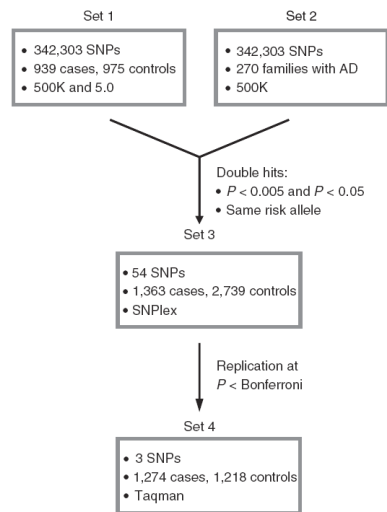 Set 1
• 342,303 SNPs
• 939 cases, 975 controls
• 500K and 5.0
Set 2
• 342,303 SNPs
• 270 families with AD
• 500K
Double hits:
• P < 0.005 and P < 0.05
• Same risk allele
Set 3
• 54 SNPs
• 1,363 cases, 2,739 controls
• SNPlex
Replication at
P < Bonferroni
Set 4
• 3 SNPs
• 1,274 cases, 1,218 controls
• Taqman